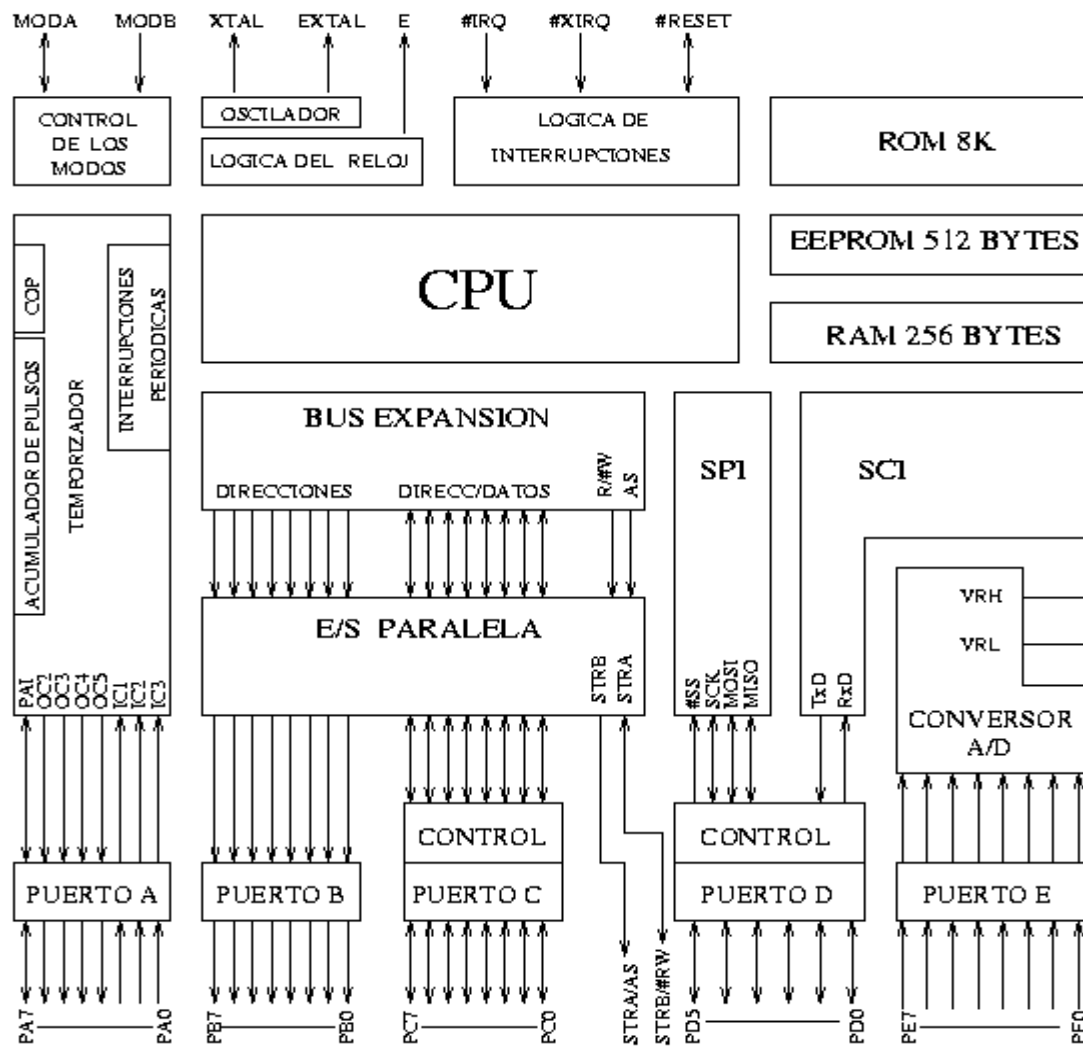 MODA MODB XTAL EXTAL E #IRQ #XIRQ #RESET
CONTROL
DE LOS
MODOS
OSCILADOR
LOGICA DEL RELOJ
LOGICA DE
INTERRUPCIONES
ROM 8K
CPU
EEPROM 512 BYTES
RAM 256 BYTES
COP
ACUMULADOR DE PULSOS
TEMPORIZADOR
INTERRUPCIONES
PERIODICAS
BUS EXPANSION
DIRECCIONES
DIRECC/DATOS
R/#W
AS
SPI
SCI
E/S PARALELA
STRB
STRA
VRH
VRL
CONVERSOR
A/D
PAI
OC2
OC3
OC4
OC5
IC1
IC2
IC3
#SS
SCK
MOSI
MISO
TxD
RxD
CONTROL
CONTROL
PUERTO A
PUERTO B
PUERTO C
PUERTO D
PUERTO E
PA7
PA0
PB7
PB0
PC7
PC0
STRA/AS
STRB/#RW
PD5
PD0
PE7
PE0